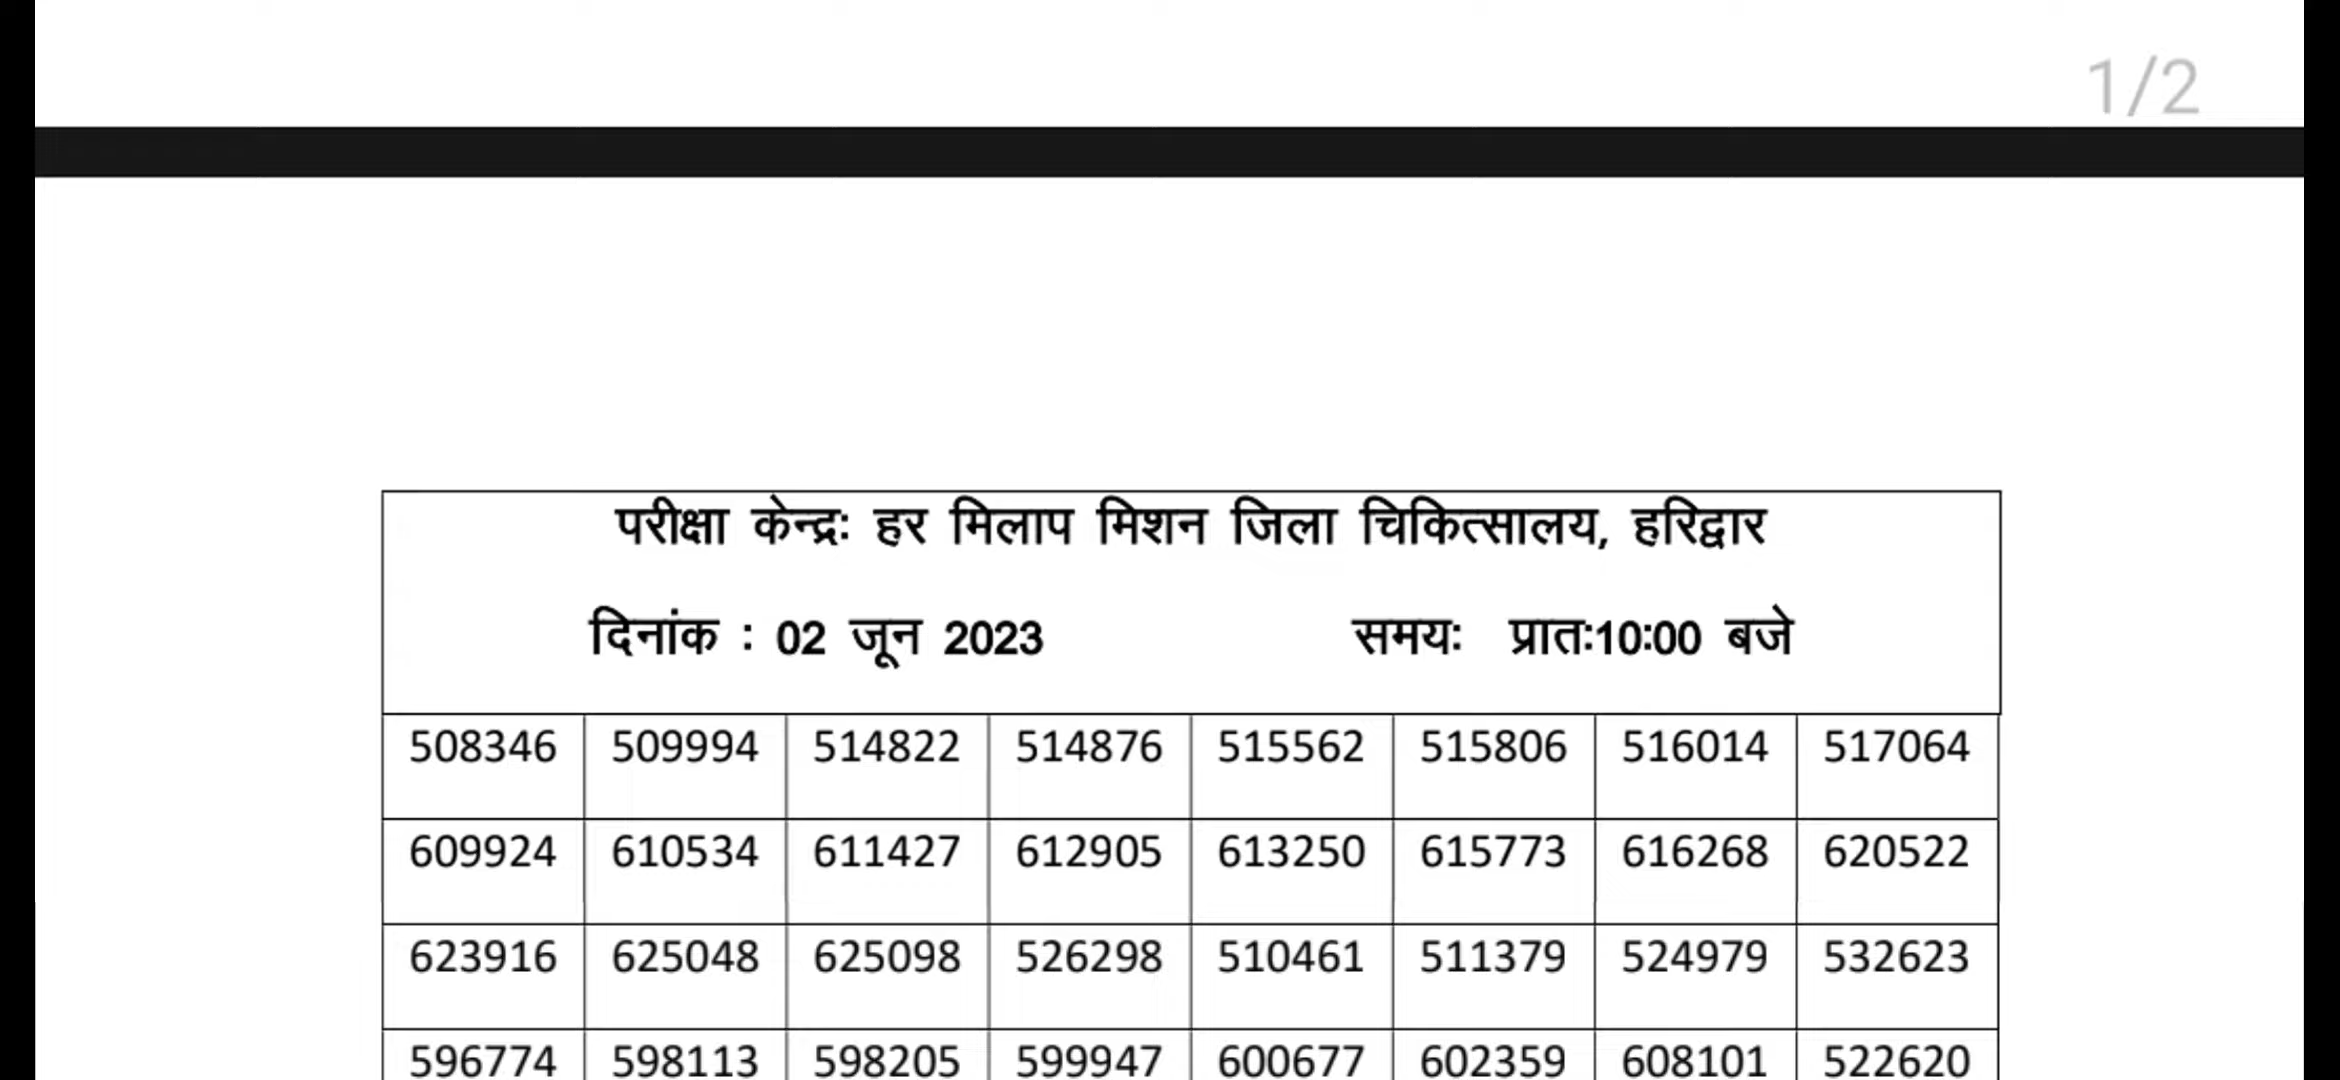 1/2
परीक्षा केन्द्रः हर मिलाप मिशन जिला चिकित्सालय, हरिद्वार
दिनांक : 02 जून 2023 समयः प्रातः10:00 बजे
508346 509994 514822 514876 515562 515806 516014 517064
609924 610534 611427 612905 613250 615773 616268 620522
623916 625048 625098 526298 510461 511379 524979 532623
596774 598113 598205 599947 600677 602359 608101 522620